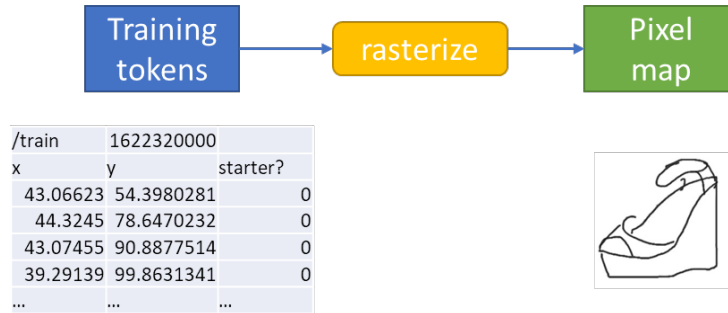 Training
tokens
rasterize
Pixel
map
/train 1622320000
x y starter?
43.06623 54.3980281 0
44.3245 78.6470232 0
43.07455 90.8877514 0
39.29139 99.8631341 0
... ... ...